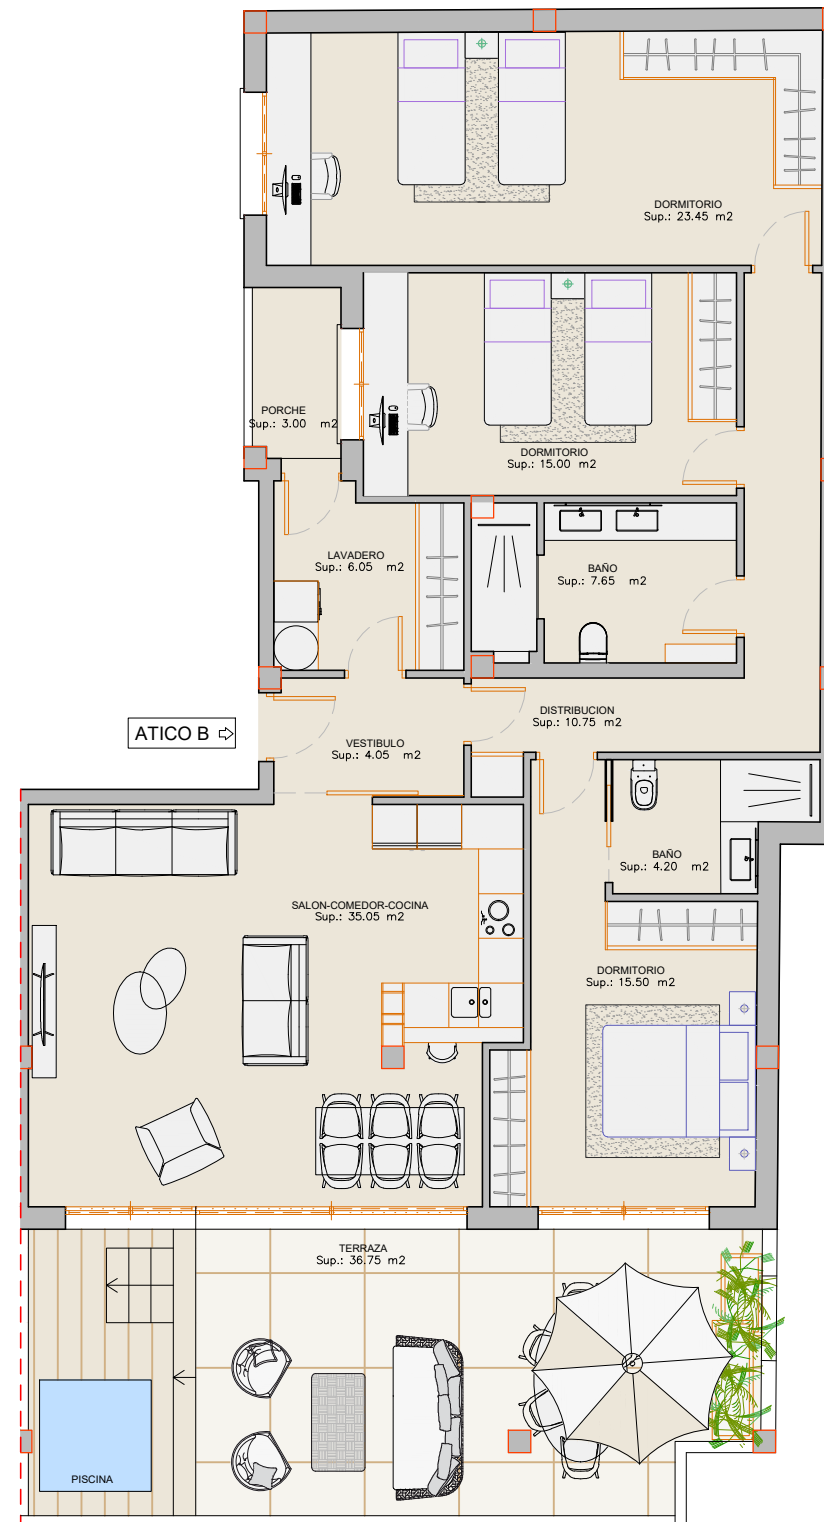 DORMITORIO
Sup.: 23.45 m2
PORCHE
Sup.: 3.00 m2
DORMITORIO
Sup.: 15.00 m2
LAVADERO
Sup.: 6.05 m2
BAÑO
Sup.: 7.65 m2
DISTRIBUCION
Sup.: 10.75 m2
ATICO B
VESTIBULO
Sup.: 4.05 m2
BAÑO
Sup.: 4.20 m2
SALON-COMEDOR-COCINA
Sup.: 35.05 m2
DORMITORIO
Sup.: 15.50 m2
TERRAZA
Sup.: 36.75 m2
PISCINA